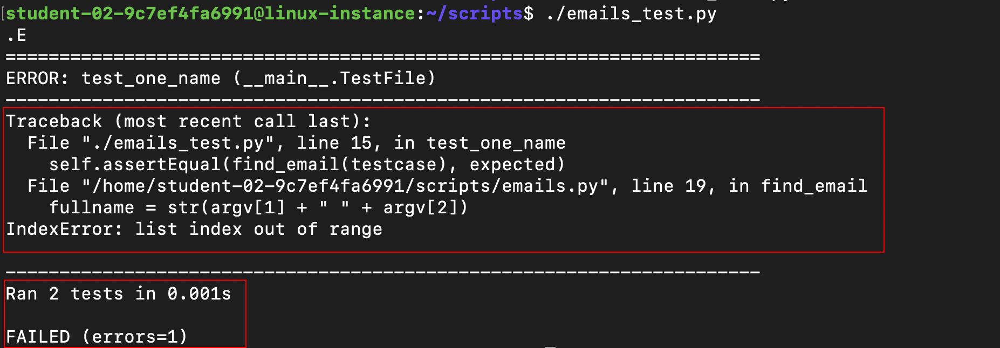 student-02-9c7ef4fa6991@linux-instance:~/scripts$ ./emails_test.py
.E
======================================================================
ERROR: test_one_name (__main__.TestFile)
----------------------------------------------------------------------
Traceback (most recent call last):
  File "./emails_test.py", line 15, in test_one_name
    self.assertEqual(find_email(testcase), expected)
  File "/home/student-02-9c7ef4fa6991/scripts/emails.py", line 19, in find_email
    fullname = str(argv[1] + " " + argv[2])
IndexError: list index out of range

----------------------------------------------------------------------
Ran 2 tests in 0.001s

FAILED (errors=1)